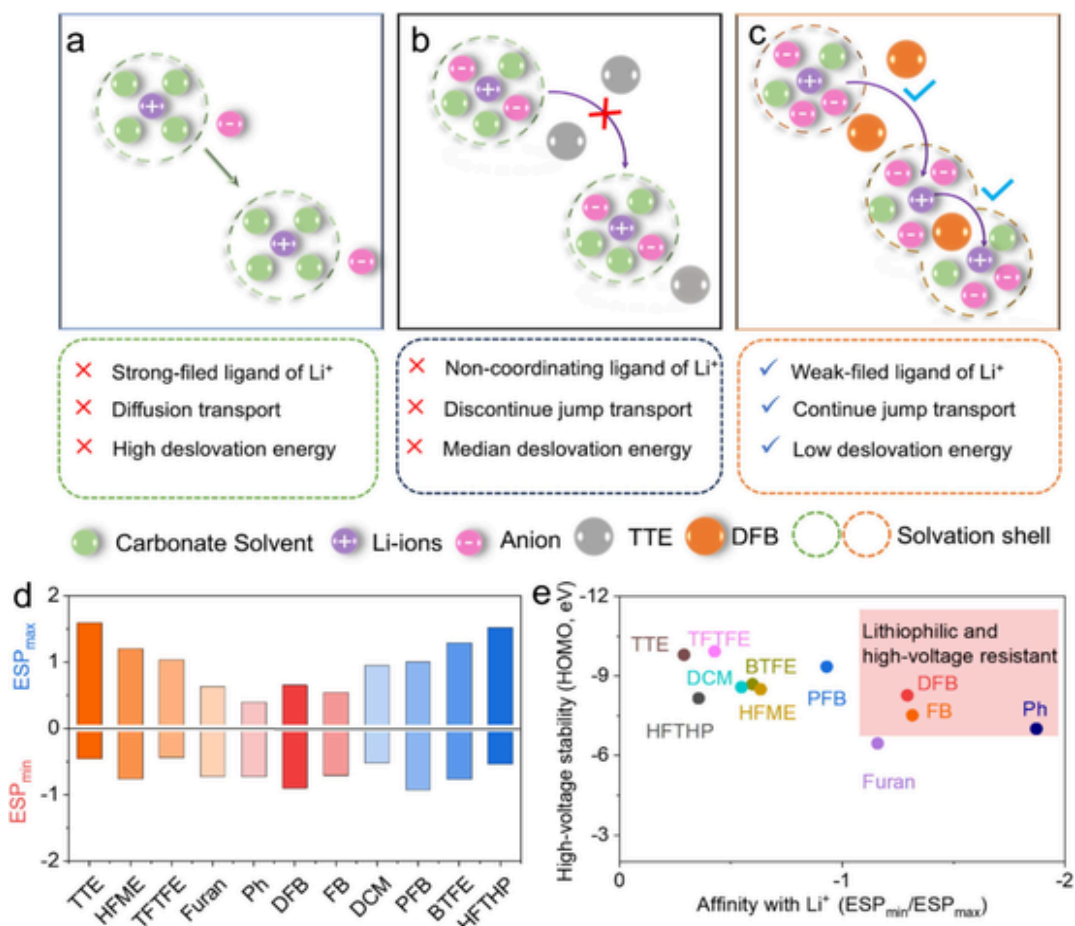 a
b
c
Strong-filed ligand of Li⁺
Diffusion transport
High deslovation energy
Non-coordinating ligand of Li⁺
Discontinue jump transport
Median deslovation energy
Weak-filed ligand of Li⁺
Continue jump transport
Low deslovation energy
Carbonate Solvent
Li-ions
Anion
TTE
DFB
Solvation shell
d
ESPmax
ESPmin
2
1
0
-1
-2
TTE
HFME
TFTFE
Furan
Ph
DFB
FB
DCM
PFB
BTFE
HFTHP
e
High-voltage stability (HOMO, eV)
-12
-9
-6
-3
TTE
TFTFE
DCM
BTFE
HFTHP
HFME
PFB
Lithiophilic and
high-voltage resistant
DFB
FB
Ph
Furan
0
-1
-2
Affinity with Li⁺ (ESPmin/ESPmax)